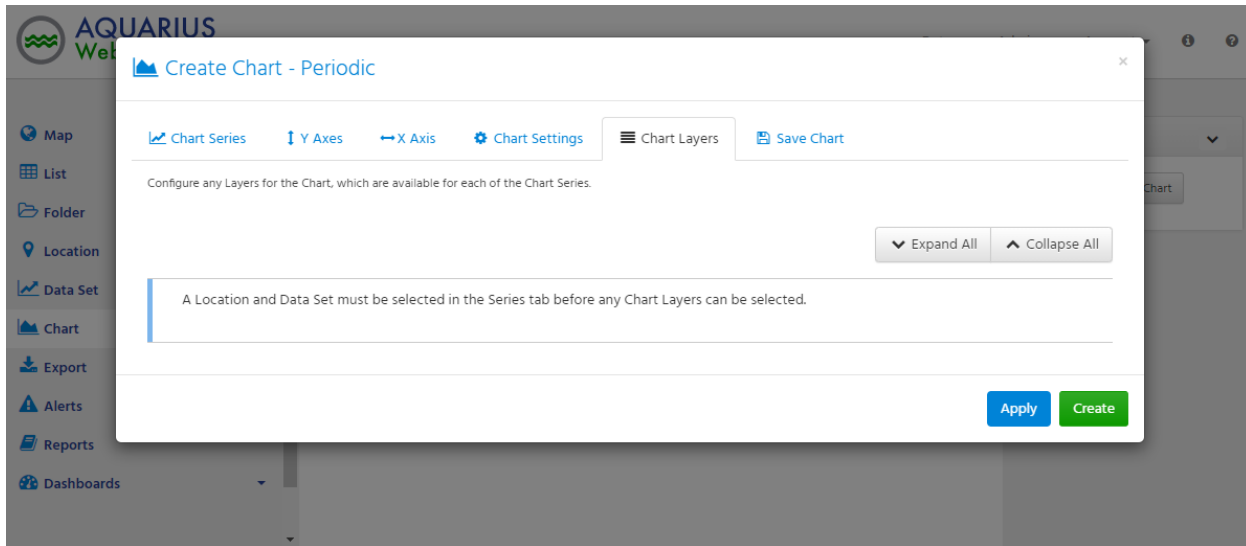 AQUARIUS
Web
Create Chart - Periodic
×
Chart Series
Y Axes
X Axis
Chart Settings
Chart Layers
Save Chart
Configure any Layers for the Chart, which are available for each of the Chart Series.
Expand All
Collapse All
A Location and Data Set must be selected in the Series tab before any Chart Layers can be selected.
Apply
Create
Map
List
Folder
Location
Data Set
Chart
Export
Alerts
Reports
Dashboards
Chart